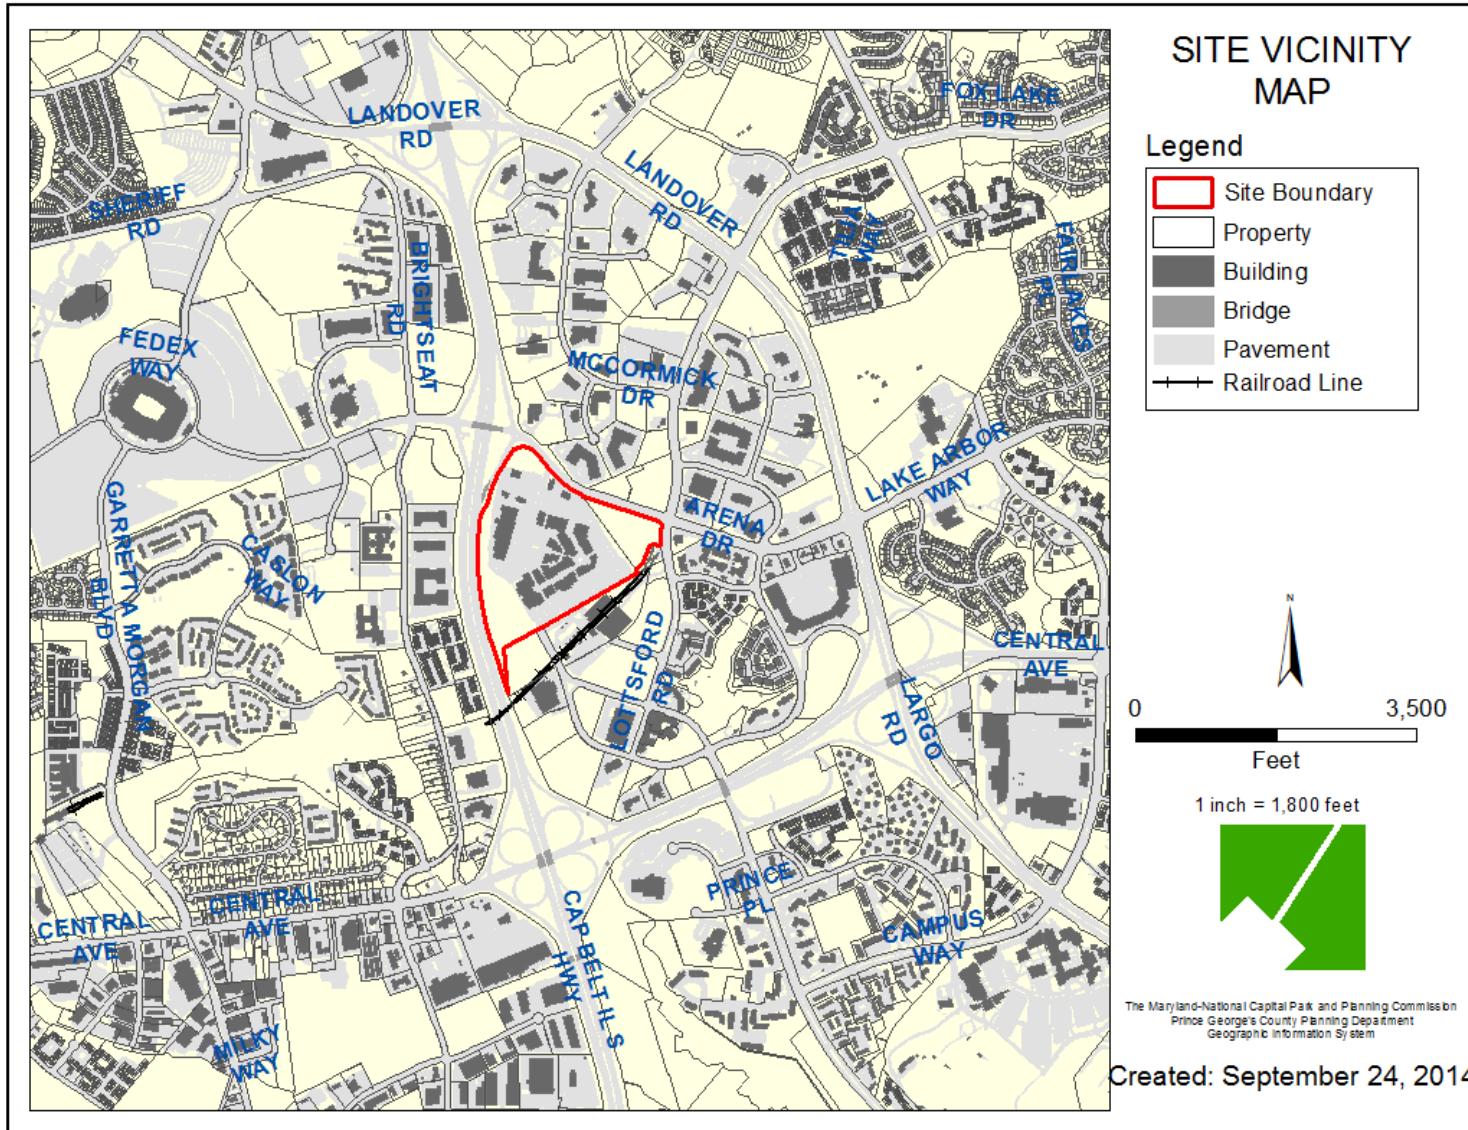 SITE VICINITY
MAP
Legend
Site Boundary
Property
Building
Bridge
Pavement
Railroad Line
LANDOVER
RD
FOX LAKE
DR
LANDOVER
RD
SHERIFF
RD
TULA
WAY
FAIRLAKES
PL
BRIGHTSEAT
RD
FEDEX
WAY
MCCORMICK
DR
LAKE ARBOR
WAY
GARRETT A MORGAN
BLVD
CASLON
WAY
ARENA
DR
LOTTSFORD
RD
CENTRAL
AVE
LARGO
RD
N
0 3,500
Feet
1 inch = 1,800 feet
PRINCE
PL
CAMPUS
WAY
CENTRAL
AVE
CENTRAL
AVE
CAP BELT IL S
HWY
MILKY
WAY
The Maryland-National Capital Park and Planning Commission
Prince George's County Planning Department
Geographic Information System
Created: September 24, 2014